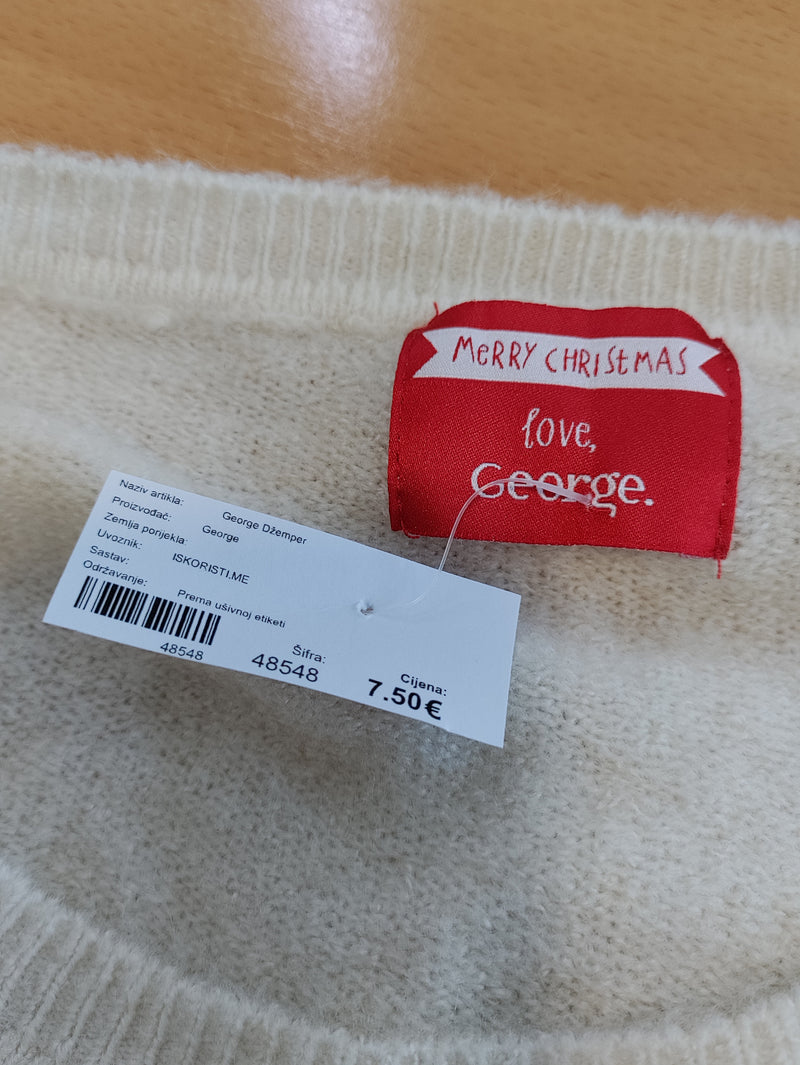 MERRY CHRISTMAS
love,
George.
Naziv artikla: George Džemper
Proizvođač: George
Zemlja porijekla:
Uvoznik: ISKORISTI.ME
Sastav:
Održavanje: Prema ušivnoj etiketi
48548
Šifra:
48548
Cijena:
7.50€